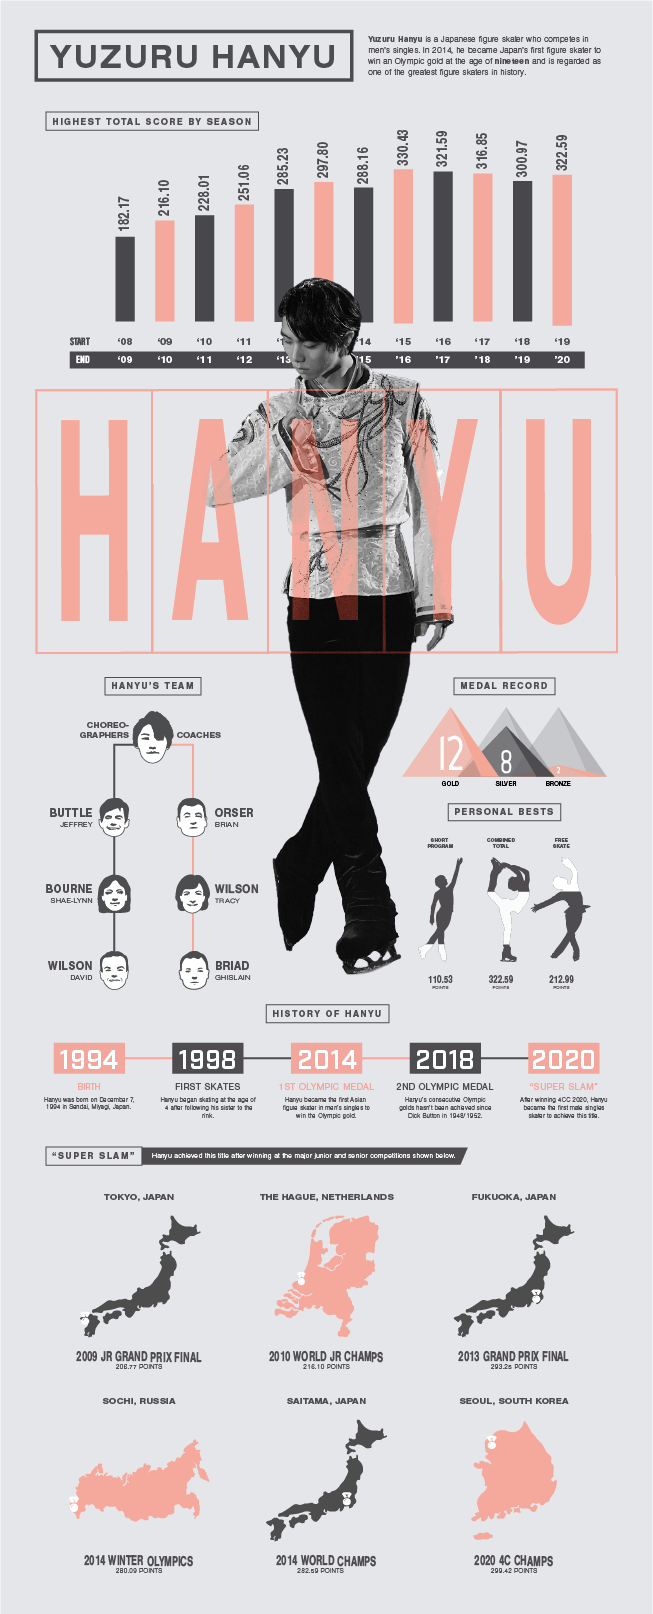 YUZURU HANYU
Yuzuru Hanyu is a Japanese figure skater who competes in
men's singles. In 2014, he became Japan's first figure skater to
win an Olympic gold at the age of nineteen and is regarded as
one of the greatest figure skaters in history.
HIGHEST TOTAL SCORE BY SEASON
182.17 216.10 228.01 251.06 285.23 297.80 288.16 330.43 321.59 316.85 300.97 322.59
START '08 '09 '10 '11 '14 '15 '16 '17 '18 '19
END '09 '10 '11 '12 '13 '15 '16 '17 '18 '19 '20
HANYU
HANYU'S TEAM
CHOREO-
GRAPHERS
COACHES
BUTTLE
JEFFREY
ORSER
BRIAN
BOURNE
SHAE-LYNN
WILSON
TRACY
WILSON
DAVID
BRIAD
GHISLAIN
MEDAL RECORD
12 8
GOLD SILVER BRONZE
PERSONAL BESTS
SHORT
PROGRAM
COMBINED
TOTAL
FREE
SKATE
110.53
POINTS
322.59
POINTS
212.99
POINTS
HISTORY OF HANYU
1994
BIRTH
Hanyu was born on December 7,
1994 in Sendai, Miyagi, Japan.
1998
FIRST SKATES
Hanyu began skating at the age of
4 after following his sister to the
rink.
2014
1ST OLYMPIC MEDAL
Hanyu became the first Asian
figure skater in men's singles to
win the Olympic gold.
2018
2ND OLYMPIC MEDAL
Hanyu's consecutive Olympic
golds hasn't been achieved since
Dick Button in 1948/1952.
2020
"SUPER SLAM"
After winning 4CC 2020, Hanyu
became the first male singles
skater to achieve this title.
"SUPER SLAM"
Hanyu achieved this title after winning at the major junior and senior competitions shown below.
TOKYO, JAPAN
2009 JR GRAND PRIX FINAL
206.77 POINTS
THE HAGUE, NETHERLANDS
2010 WORLD JR CHAMPS
216.10 POINTS
FUKUOKA, JAPAN
2013 GRAND PRIX FINAL
293.25 POINTS
SOCHI, RUSSIA
2014 WINTER OLYMPICS
280.09 POINTS
SAITAMA, JAPAN
2014 WORLD CHAMPS
282.59 POINTS
SEOUL, SOUTH KOREA
2020 4C CHAMPS
299.42 POINTS